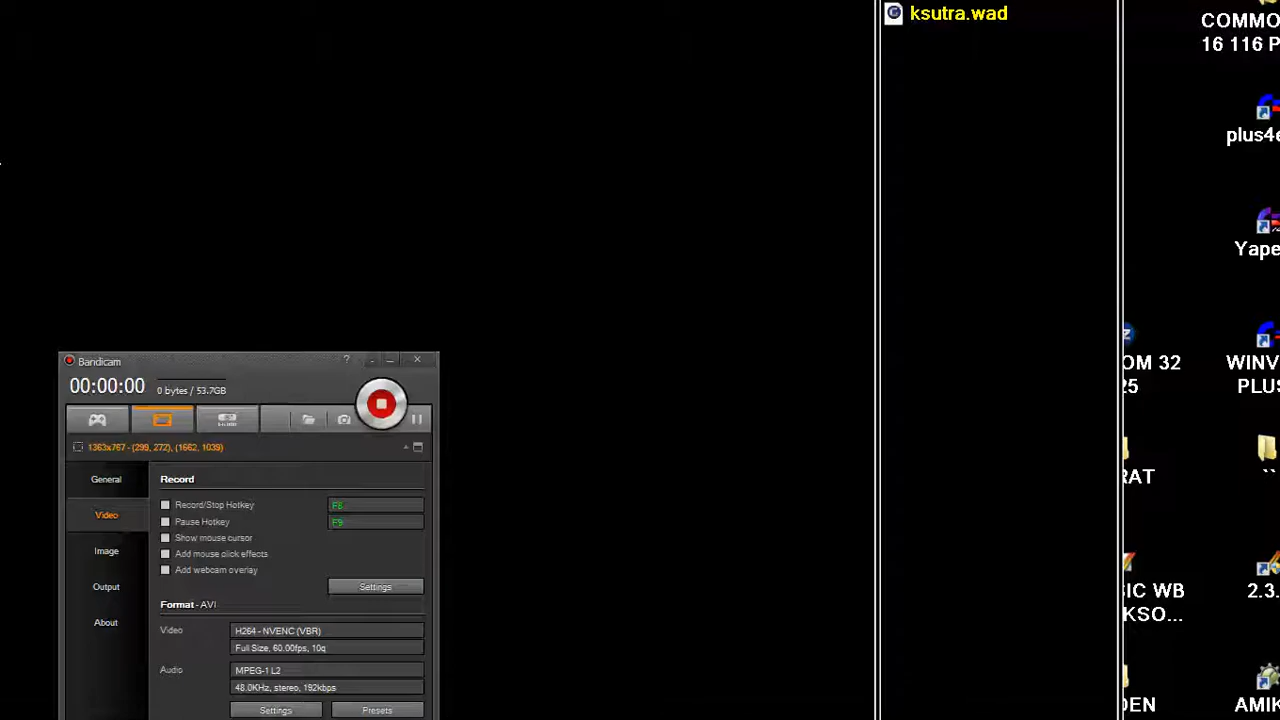 ksutra.wad
COMMO
16 116 P
plus4e
Yape
OM 32
25
WINV
PLUS
RAT
``
IC WB
KSO...
2.3.
DEN
AMIK
Bandicam
?
00:00:00
0 bytes / 53.7GB
1363x767 - (299, 272), (1662, 1039)
General
Video
Image
Output
About
Record
Record/Stop Hotkey
F8
Pause Hotkey
F9
Show mouse cursor
Add mouse click effects
Add webcam overlay
Settings
Format - AVI
Video
H264 - NVENC (VBR)
Full Size, 60.00fps, 10q
Audio
MPEG-1 L2
48.0KHz, stereo, 192kbps
Settings
Presets